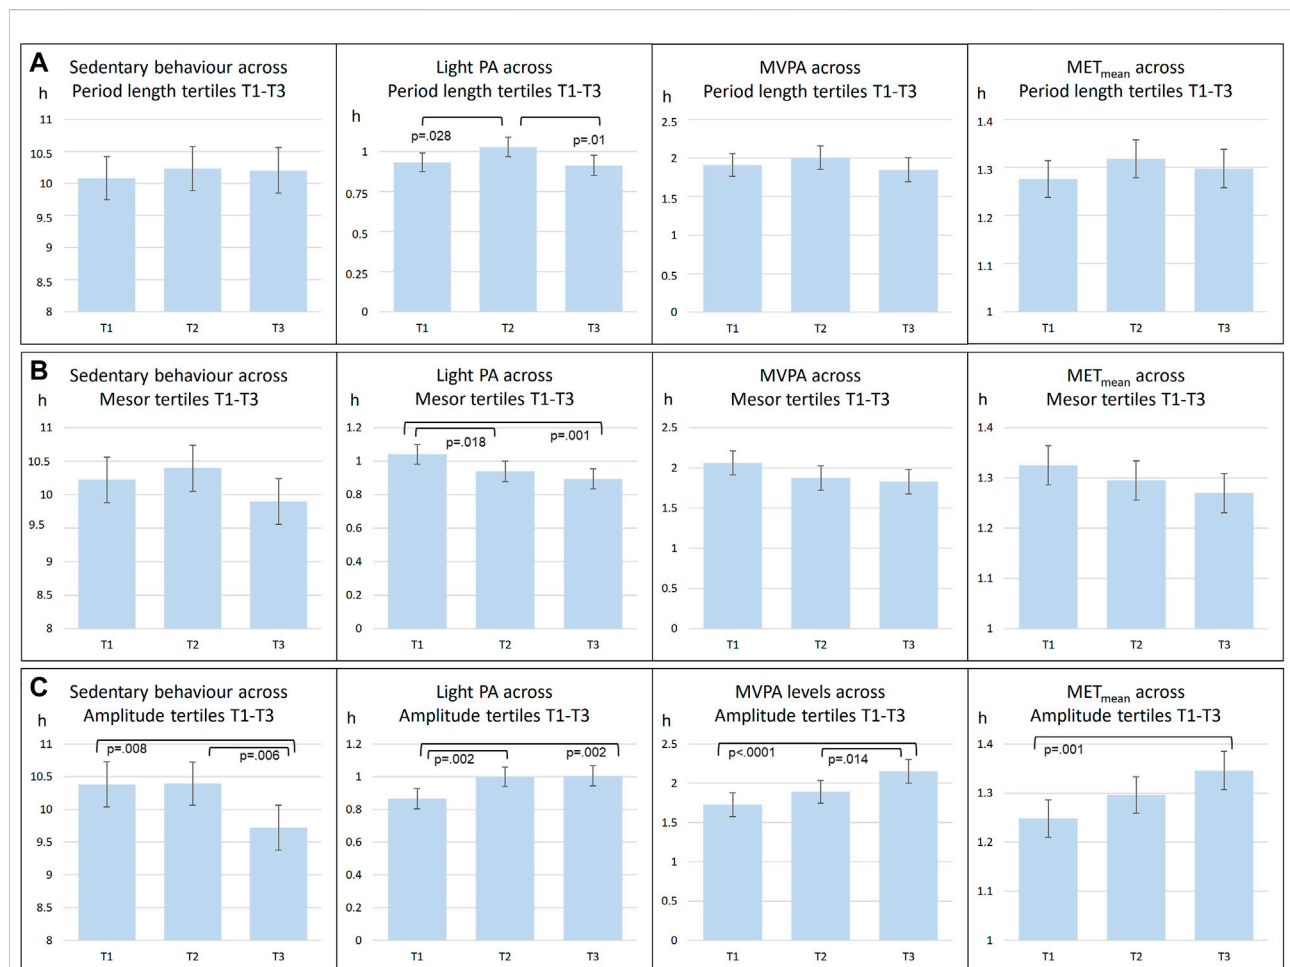 A
Sedentary behaviour across
Period length tertiles T1-T3
h
11
10.5
10
9.5
9
8.5
8
T1 T2 T3
Light PA across
Period length tertiles T1-T3
h
p=.028 p=.01
1
0.75
0.5
0.25
0
T1 T2 T3
MVPA across
Period length tertiles T1-T3
h
2.5
2
1.5
1
0.5
0
T1 T2 T3
METmean across
Period length tertiles T1-T3
h
1.4
1.3
1.2
1.1
1
T1 T2 T3
B
Sedentary behaviour across
Mesor tertiles T1-T3
h
11
10.5
10
9.5
9
8.5
8
T1 T2 T3
Light PA across
Mesor tertiles T1-T3
h
1.2
p=.018 p=.001
1
0.8
0.6
0.4
0.2
0
T1 T2 T3
MVPA across
Mesor tertiles T1-T3
h
2.5
2
1.5
1
0.5
0
T1 T2 T3
METmean across
Mesor tertiles T1-T3
h
1.4
1.3
1.2
1.1
1
T1 T2 T3
C
Sedentary behaviour across
Amplitude tertiles T1-T3
h
11
p=.008 p=.006
10.5
10
9.5
9
8.5
8
T1 T2 T3
Light PA across
Amplitude tertiles T1-T3
h
1.2
p=.002 p=.002
1
0.8
0.6
0.4
0.2
0
T1 T2 T3
MVPA levels across
Amplitude tertiles T1-T3
h
2.5
p<.0001 p=.014
2
1.5
1
0.5
0
T1 T2 T3
METmean across
Amplitude tertiles T1-T3
h
1.4
p=.001
1.3
1.2
1.1
1
T1 T2 T3